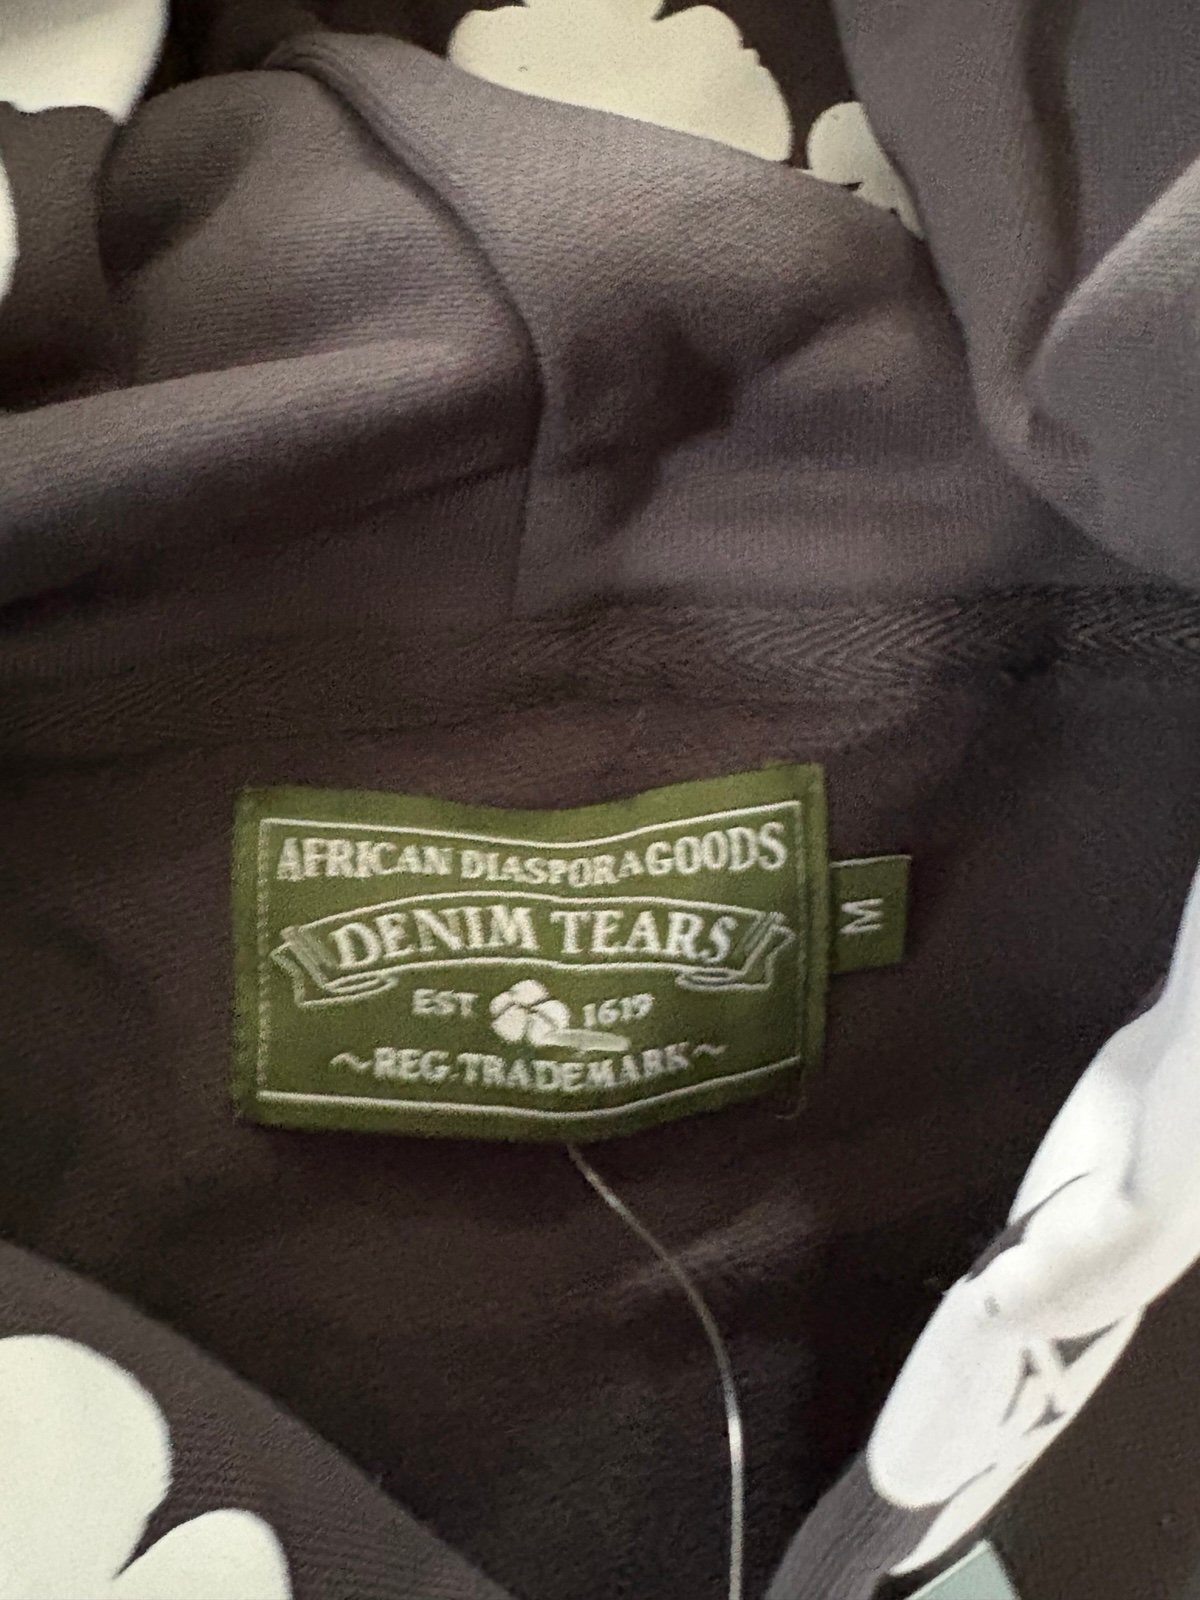 AFRICAN DIASPORA GOODS
DENIM TEARS
EST 1619
~REG. TRADEMARK~
M